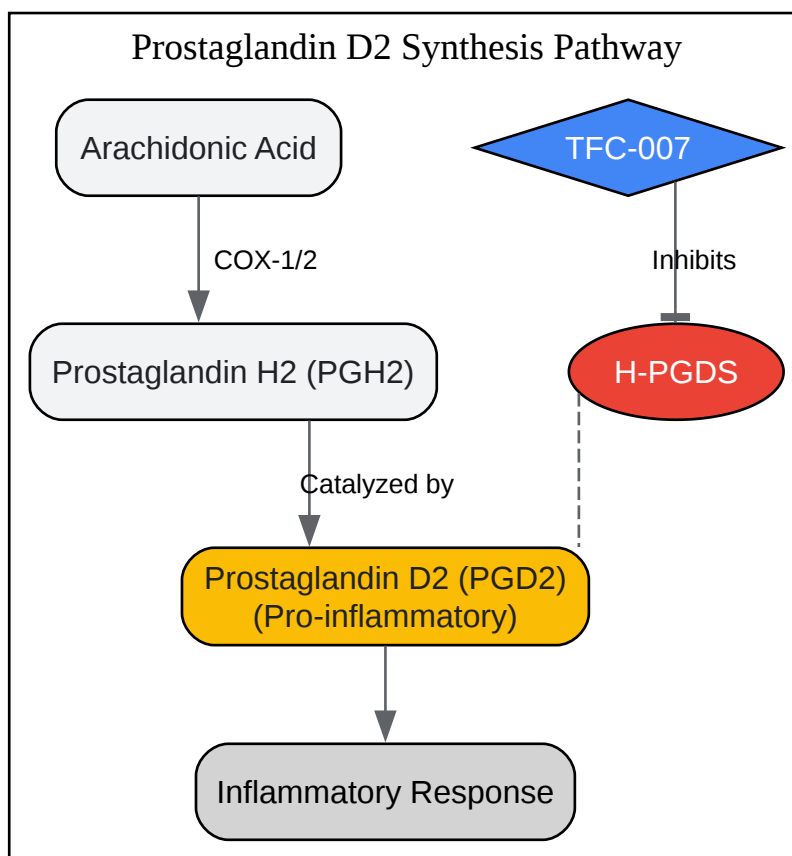 Prostaglandin D2 Synthesis Pathway
Arachidonic Acid
TFC-007
COX-1/2
Inhibits
Prostaglandin H2 (PGH2)
H-PGDS
Catalyzed by
Prostaglandin D2 (PGD2)
(Pro-inflammatory)
Inflammatory Response